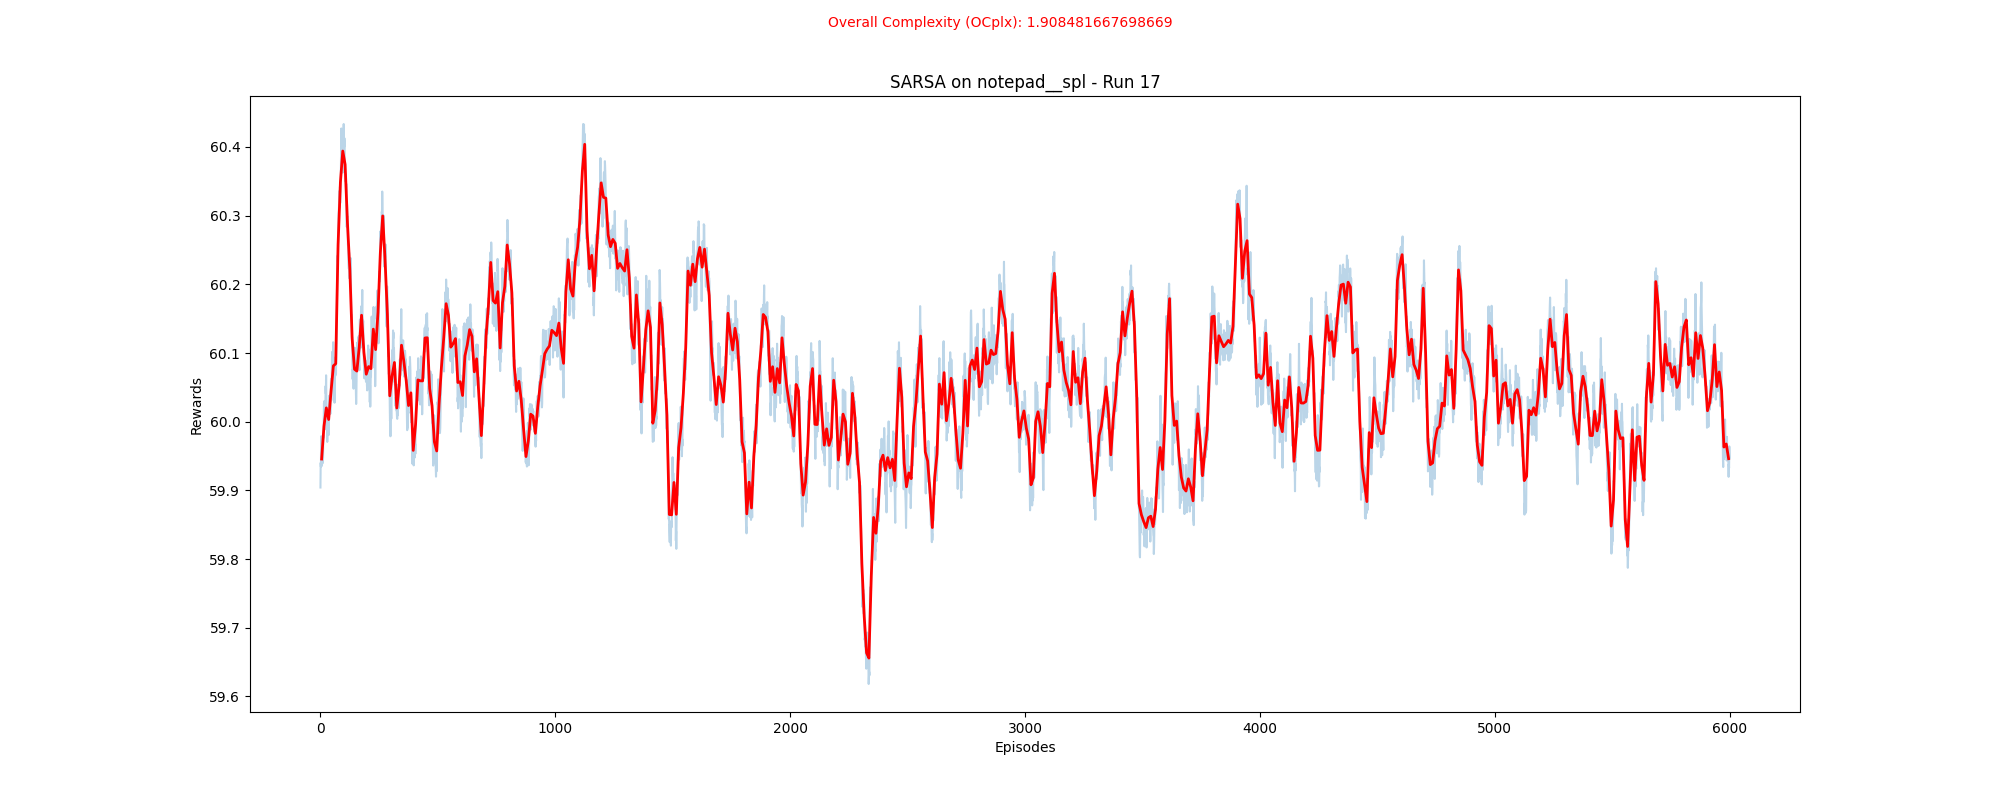 Overall Complexity (OCplx): 1.908481667698669
SARSA on notepad__spl - Run 17
Rewards
60.4
60.3
60.2
60.1
60.0
59.9
59.8
59.7
59.6
0 1000 2000 3000 4000 5000 6000
Episodes